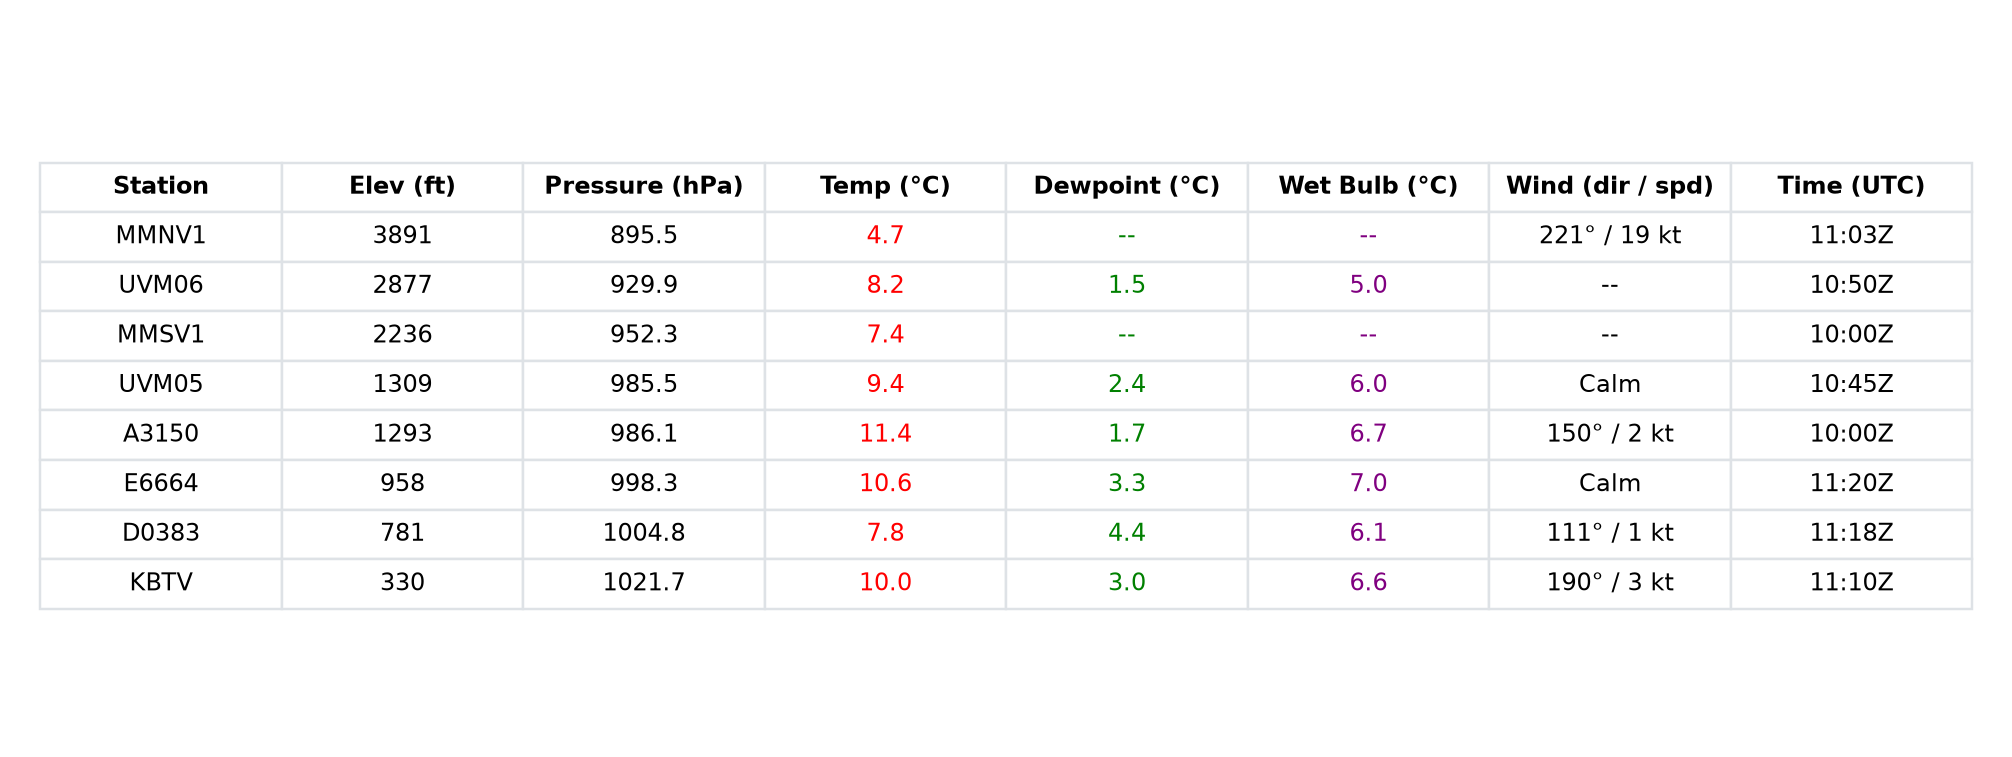 Station Elev (ft) Pressure (hPa) Temp (°C) Dewpoint (°C) Wet Bulb (°C) Wind (dir / spd) Time (UTC)
MMNV1 3891 895.5 4.7 -- -- 221° / 19 kt 11:03Z
UVM06 2877 929.9 8.2 1.5 5.0 -- 10:50Z
MMSV1 2236 952.3 7.4 -- -- -- 10:00Z
UVM05 1309 985.5 9.4 2.4 6.0 Calm 10:45Z
A3150 1293 986.1 11.4 1.7 6.7 150° / 2 kt 10:00Z
E6664 958 998.3 10.6 3.3 7.0 Calm 11:20Z
D0383 781 1004.8 7.8 4.4 6.1 111° / 1 kt 11:18Z
KBTV 330 1021.7 10.0 3.0 6.6 190° / 3 kt 11:10Z